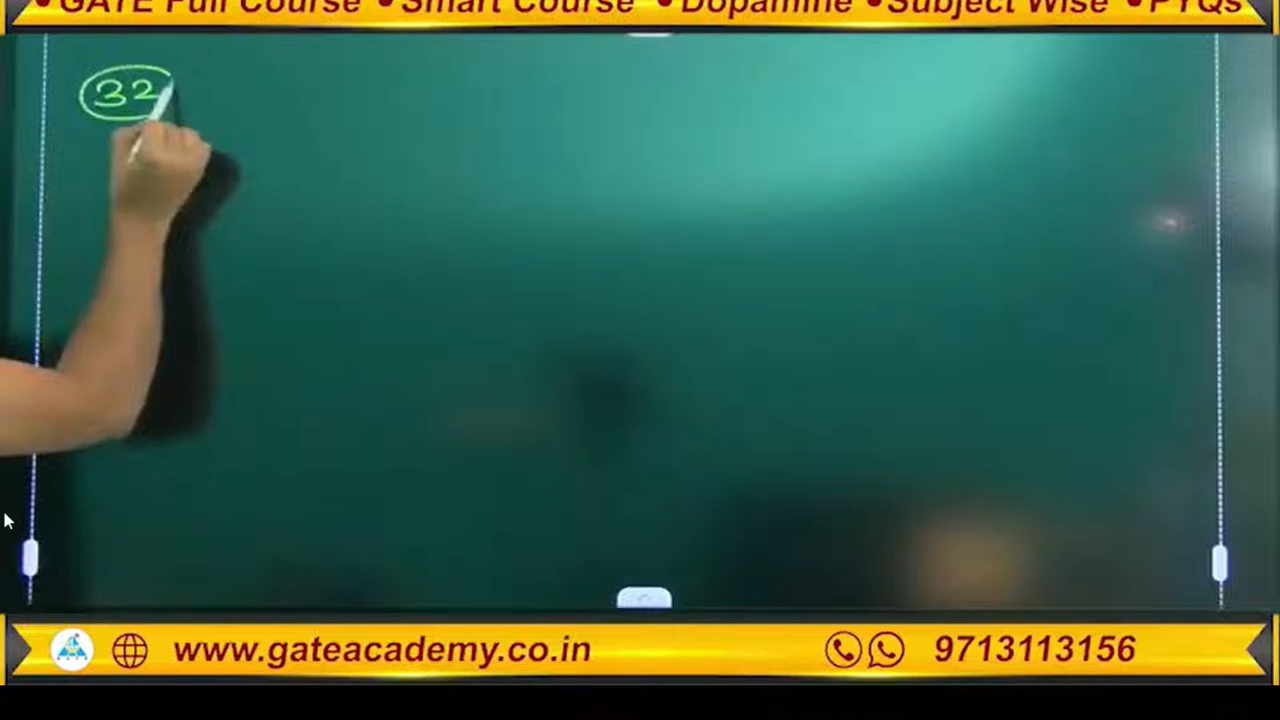 •GATE Full Course •Smart Course •Dopamine •Subject Wise •PYQs
32
www.gateacademy.co.in 9713113156